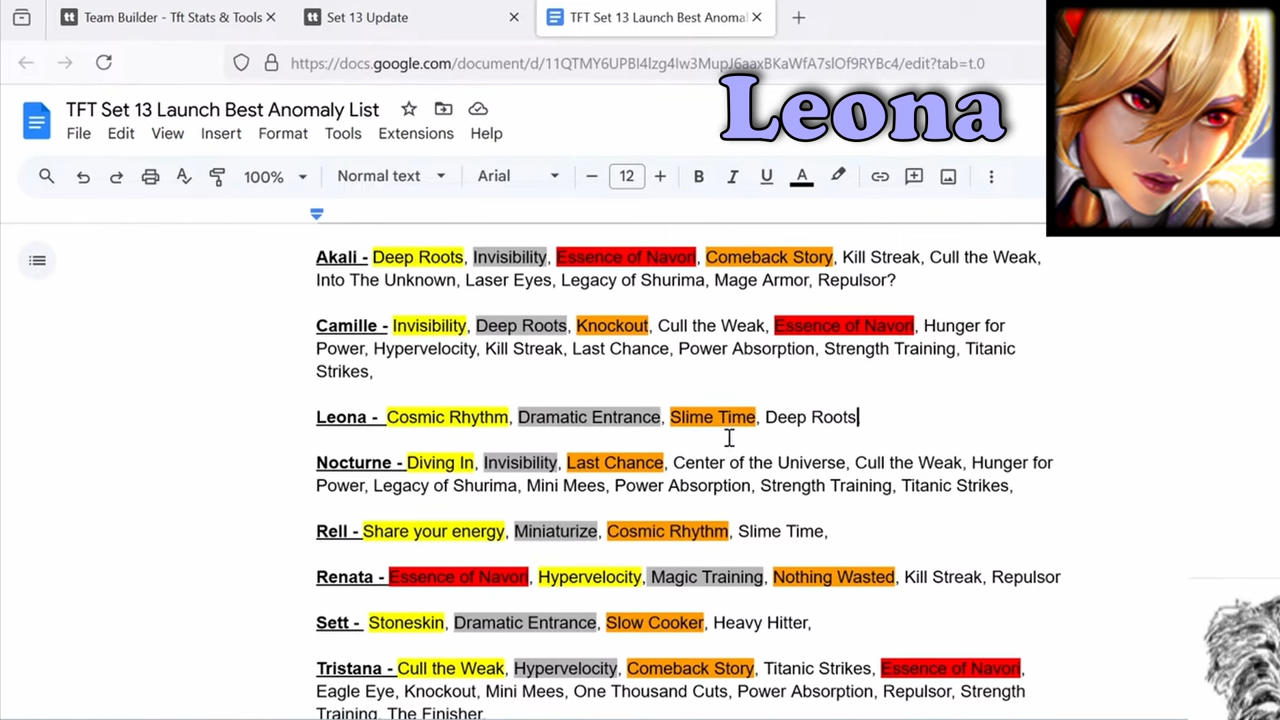 Team Builder - Tft Stats & Tools
Set 13 Update
TFT Set 13 Launch Best Anomal
https://docs.google.com/document/d/11QTMY6UPBI4lzg4Iw3MupJ6aaxBKaWfA7slOf9RYBc4/edit?tab=t.0
Leona
TFT Set 13 Launch Best Anomaly List
File Edit View Insert Format Tools Extensions Help
100% Normal text Arial 12 B I U A
Akali - Deep Roots, Invisibility, Essence of Navori, Comeback Story, Kill Streak, Cull the Weak,
Into The Unknown, Laser Eyes, Legacy of Shurima, Mage Armor, Repulsor?
Camille - Invisibility, Deep Roots, Knockout, Cull the Weak, Essence of Navori, Hunger for
Power, Hypervelocity, Kill Streak, Last Chance, Power Absorption, Strength Training, Titanic
Strikes,
Leona - Cosmic Rhythm, Dramatic Entrance, Slime Time, Deep Roots
Nocturne - Diving In, Invisibility, Last Chance, Center of the Universe, Cull the Weak, Hunger for
Power, Legacy of Shurima, Mini Mees, Power Absorption, Strength Training, Titanic Strikes,
Rell - Share your energy, Miniaturize, Cosmic Rhythm, Slime Time,
Renata - Essence of Navori, Hypervelocity, Magic Training, Nothing Wasted, Kill Streak, Repulsor
Sett - Stoneskin, Dramatic Entrance, Slow Cooker, Heavy Hitter,
Tristana - Cull the Weak, Hypervelocity, Comeback Story, Titanic Strikes, Essence of Navori,
Eagle Eye, Knockout, Mini Mees, One Thousand Cuts, Power Absorption, Repulsor, Strength
Training, The Finisher